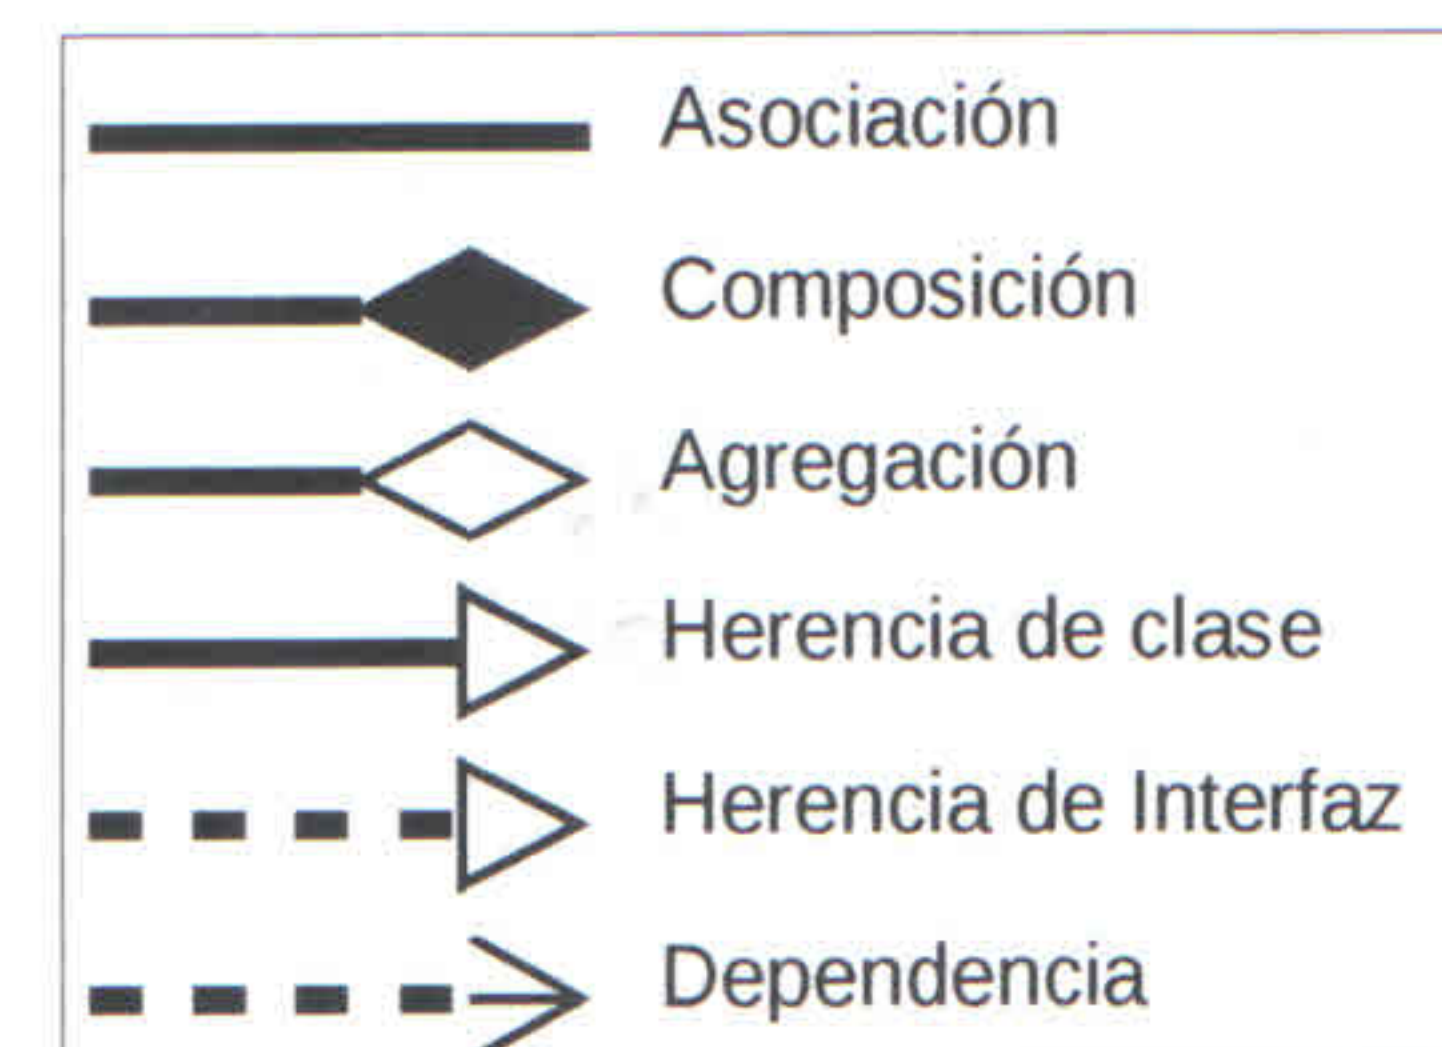 Asociación
Composición
Agregación
Herencia de clase
Herencia de Interfaz
Dependencia